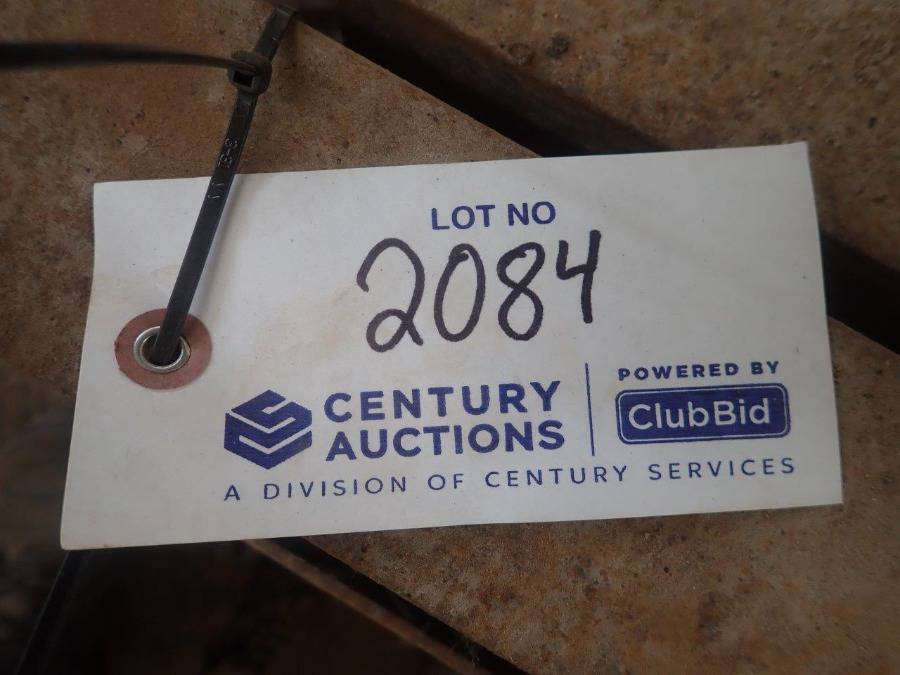 LOT NO
2084
CENTURY
AUCTIONS
POWERED BY
ClubBid
A DIVISION OF CENTURY SERVICES